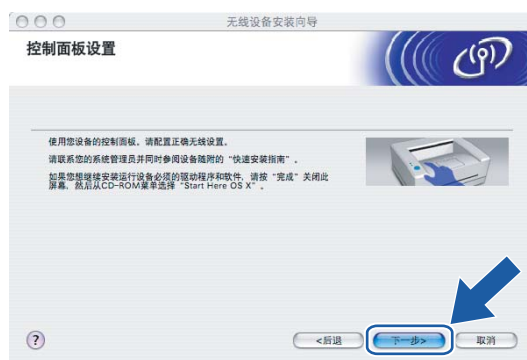 无线设备安装向导
控制面板设置
使用您设备的控制面板，请配置正确无线设置。
请联系您的系统管理员并同时参阅设备随附的“快速安装指南”。
如果您想继续安装运行设备必须的驱动程序和软件，请按“完成”关闭此
屏幕，然后从CD-ROM菜单选择“Start Here OS X”。
? <后退 下一步> 取消